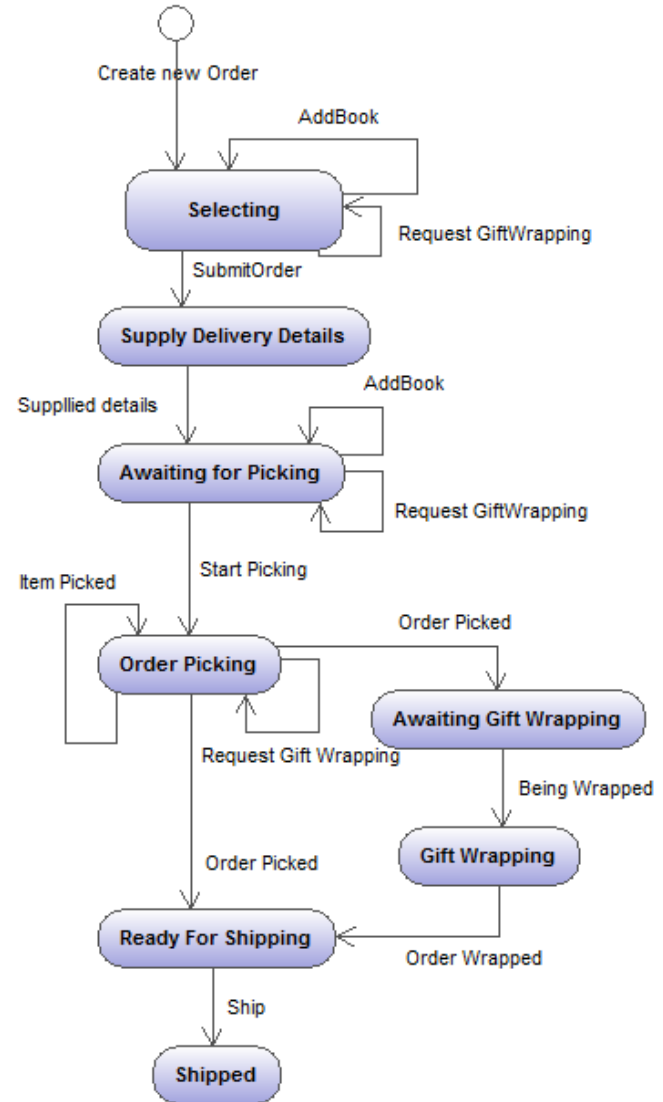 Create new Order
AddBook
Selecting
Request GiftWrapping
SubmitOrder
Supply Delivery Details
AddBook
Suppllied details
Awaiting for Picking
Request GiftWrapping
Start Picking
Item Picked
Order Picked
Order Picking
Awaiting Gift Wrapping
Request Gift Wrapping
Being Wrapped
Gift Wrapping
Order Picked
Ready For Shipping
Order Wrapped
Ship
Shipped